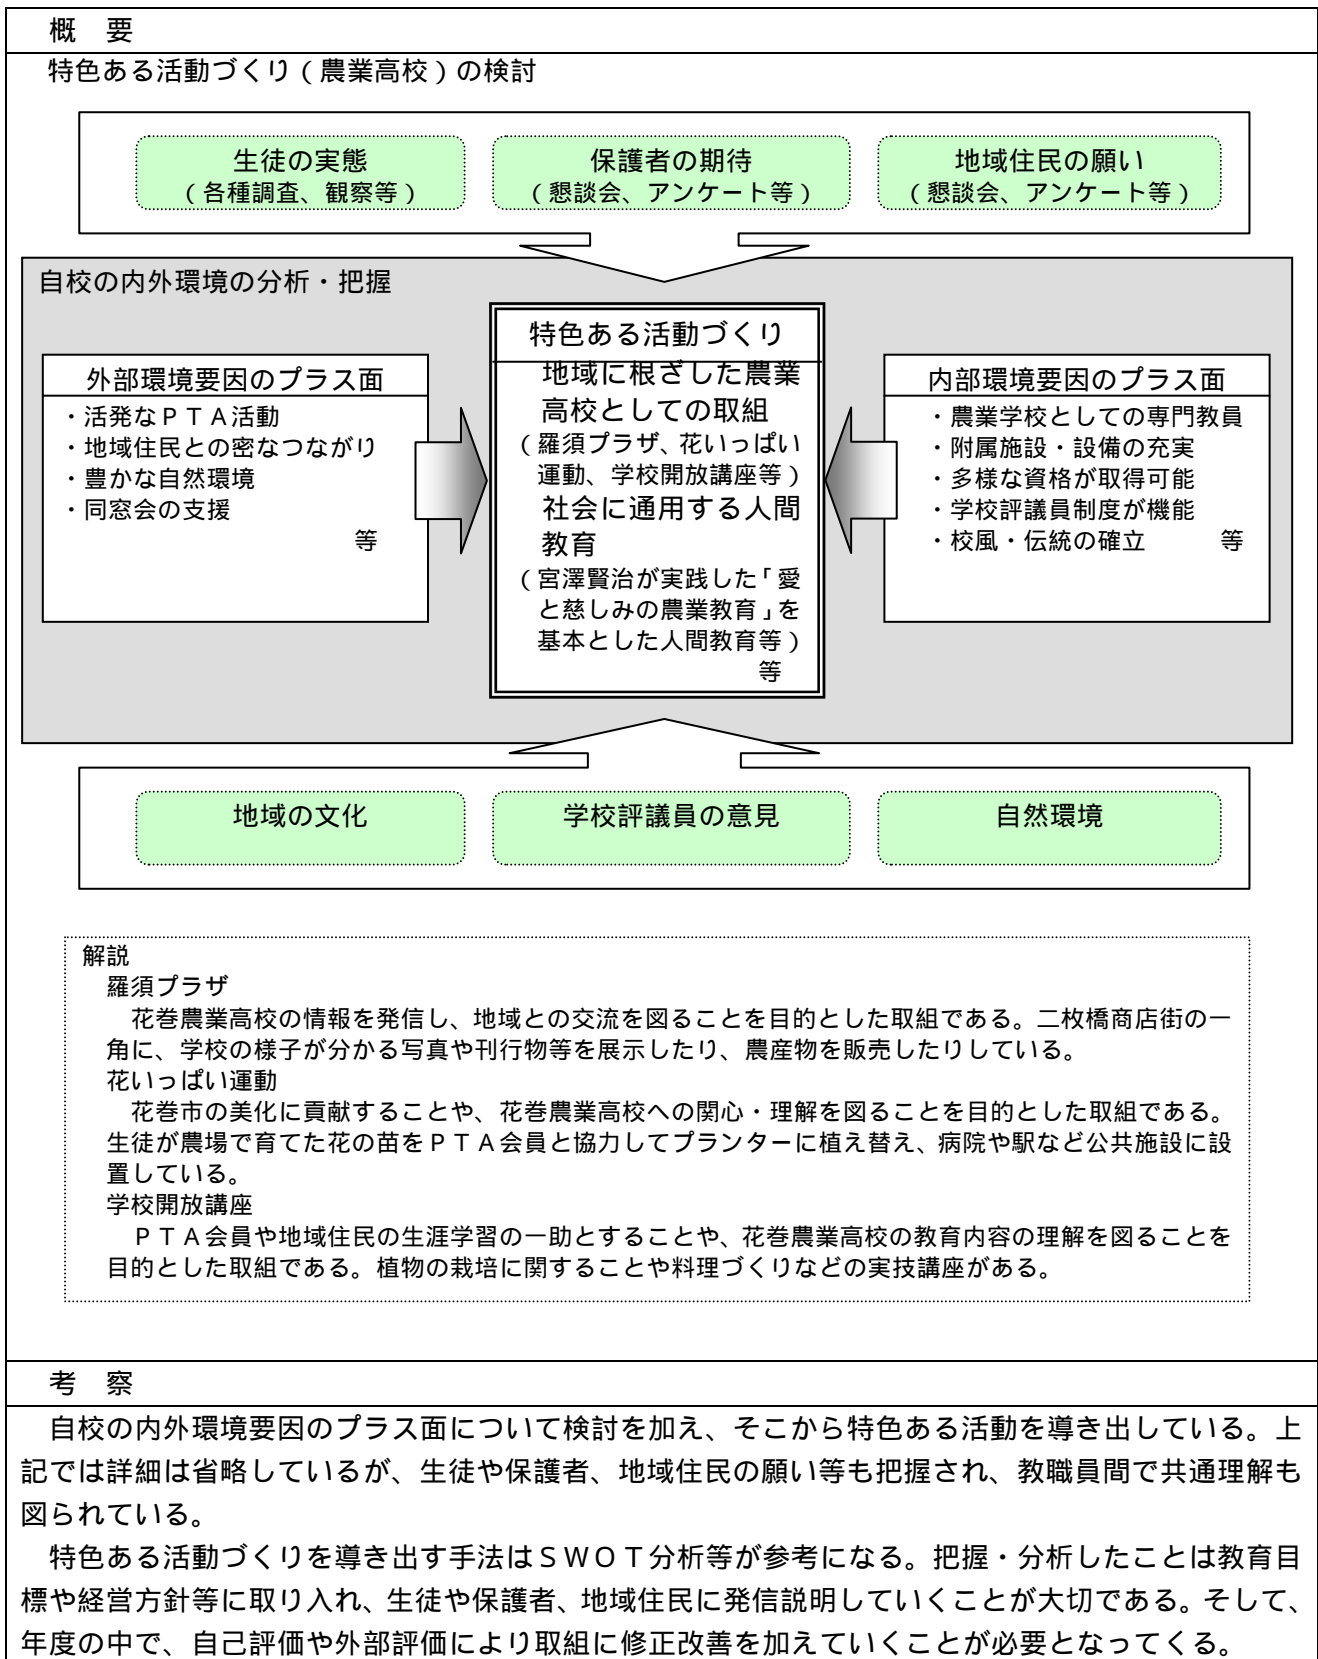 概　要
特色ある活動づくり（農業高校）の検討
生徒の実態
（各種調査、観察等）
保護者の期待
（懇談会、アンケート等）
地域住民の願い
（懇談会、アンケート等）
自校の内外環境の分析・把握
外部環境要因のプラス面
・活発なＰＴＡ活動
・地域住民との密なつながり
・豊かな自然環境
・同窓会の支援
等
特色ある活動づくり
地域に根ざした農業
高校としての取組
（羅須プラザ、花いっぱい
運動、学校開放講座等）
社会に通用する人間
教育
（宮澤賢治が実践した「愛
と慈しみの農業教育」を
基本とした人間教育等）
等
内部環境要因のプラス面
・農業学校としての専門教員
・附属施設・設備の充実
・多様な資格が取得可能
・学校評議員制度が機能
・校風・伝統の確立　　等
地域の文化
学校評議員の意見
自然環境
解説
羅須プラザ
花巻農業高校の情報を発信し、地域との交流を図ることを目的とした取組である。二枚橋商店街の一
角に、学校の様子が分かる写真や刊行物等を展示したり、農産物を販売したりしている。
花いっぱい運動
花巻市の美化に貢献することや、花巻農業高校への関心・理解を図ることを目的とした取組である。
生徒が農場で育てた花の苗をＰＴＡ会員と協力してプランターに植え替え、病院や駅など公共施設に設
置している。
学校開放講座
ＰＴＡ会員や地域住民の生涯学習の一助とすることや、花巻農業高校の教育内容の理解を図ることを
目的とした取組である。植物の栽培に関することや料理づくりなどの実技講座がある。
考　察
自校の内外環境要因のプラス面について検討を加え、そこから特色ある活動を導き出している。上
記では詳細は省略しているが、生徒や保護者、地域住民の願い等も把握され、教職員間で共通理解も
図られている。
特色ある活動づくりを導き出す手法はＳＷＯＴ分析等が参考になる。把握・分析したことは教育目
標や経営方針等に取り入れ、生徒や保護者、地域住民に発信説明していくことが大切である。そして、
年度の中で、自己評価や外部評価により取組に修正改善を加えていくことが必要となってくる。